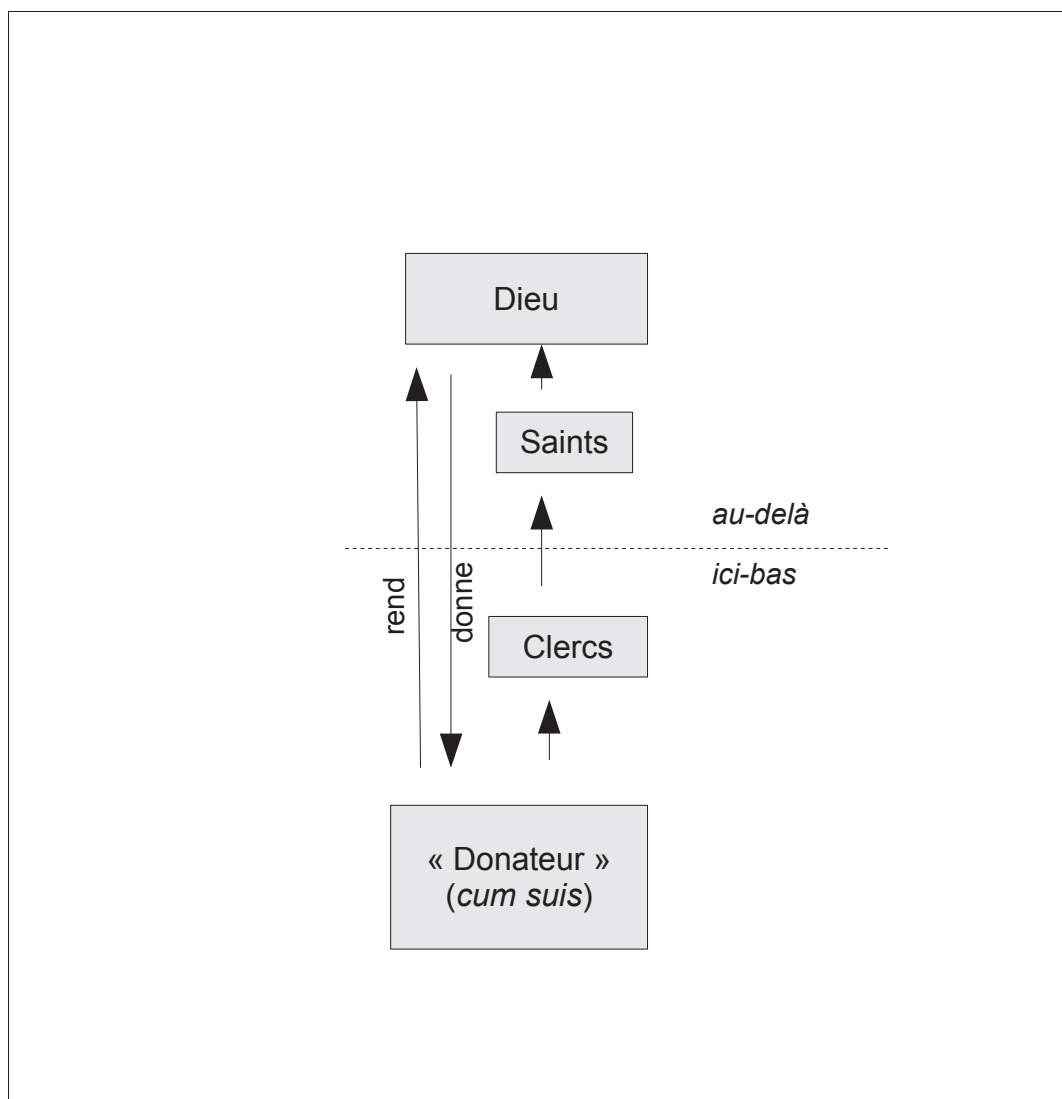 Dieu
Saints
au-delà
ici-bas
rend
donne
Clercs
« Donateur »
(cum suis)